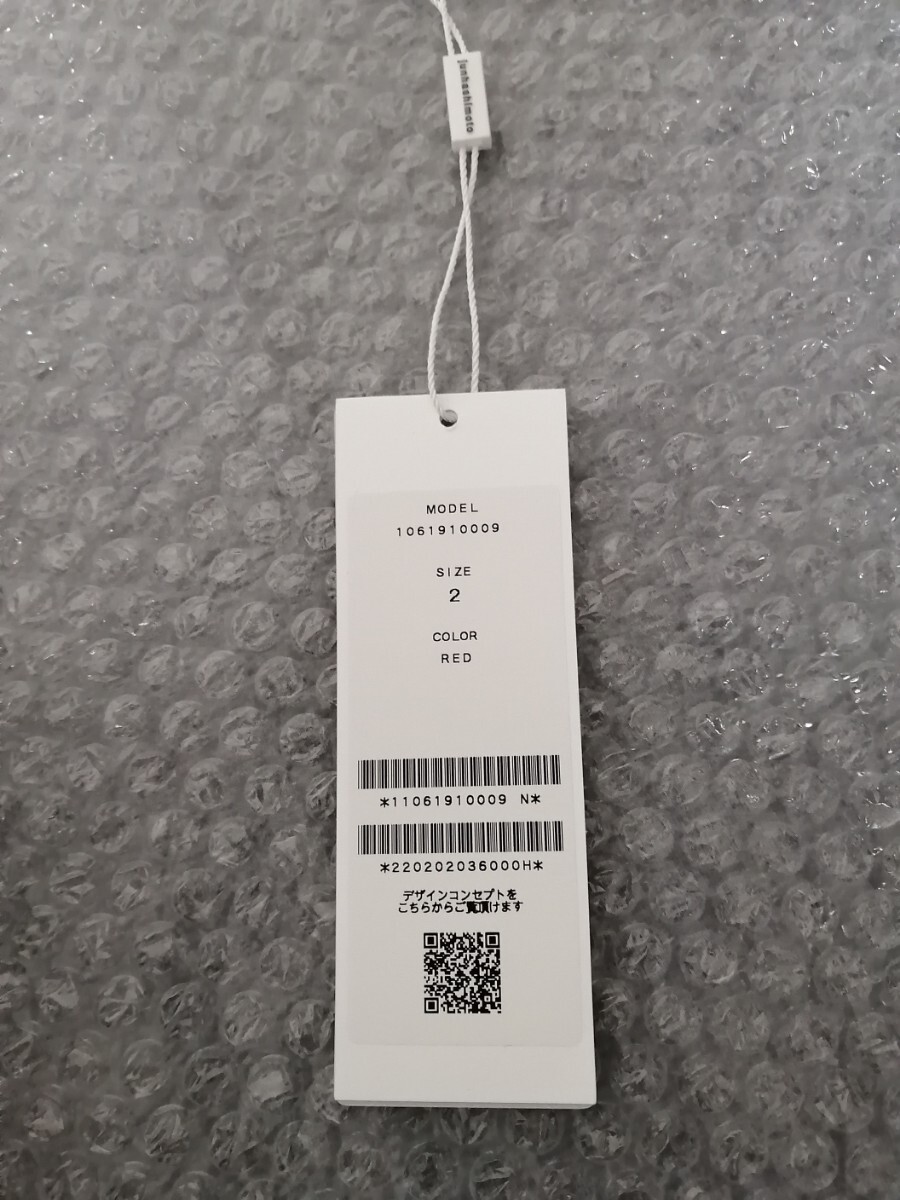 junhashimoto
MODEL
1061910009
SIZE
2
COLOR
RED
*11061910009 N*
*220202036000H*
デザインコンセプトを
こちらからご覧頂けます